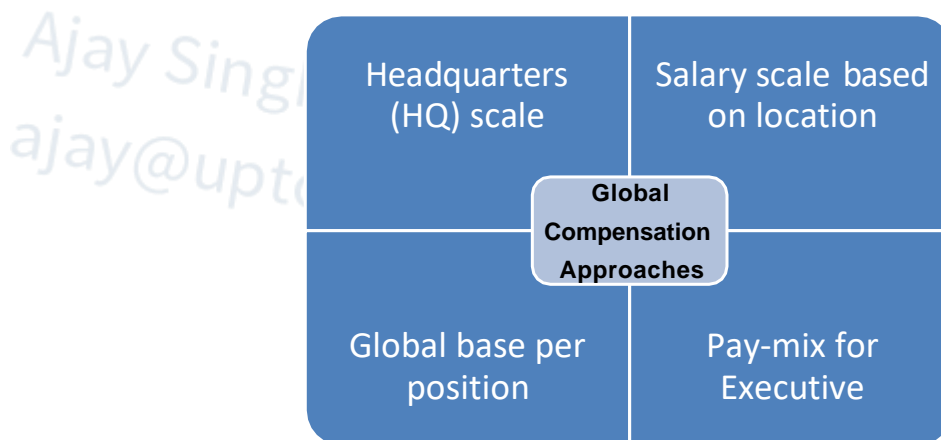 Ajay Singh
Headquarters
(HQ) scale
Salary scale based
on location
Global
Compensation
Approaches
Global base per
position
Pay-mix for
Executive